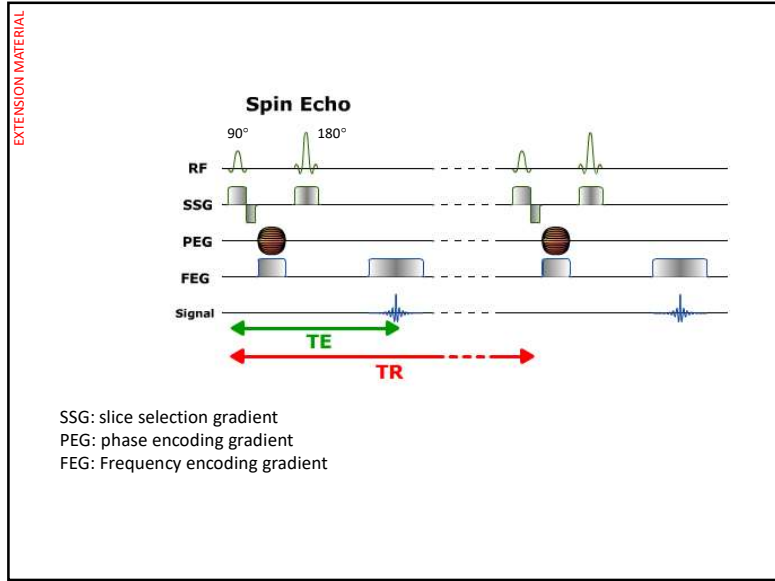 EXTENSION MATERIAL
Spin Echo
90° 180°
RF
SSG
PEG
FEG
Signal
TE
TR
SSG: slice selection gradient
PEG: phase encoding gradient
FEG: Frequency encoding gradient